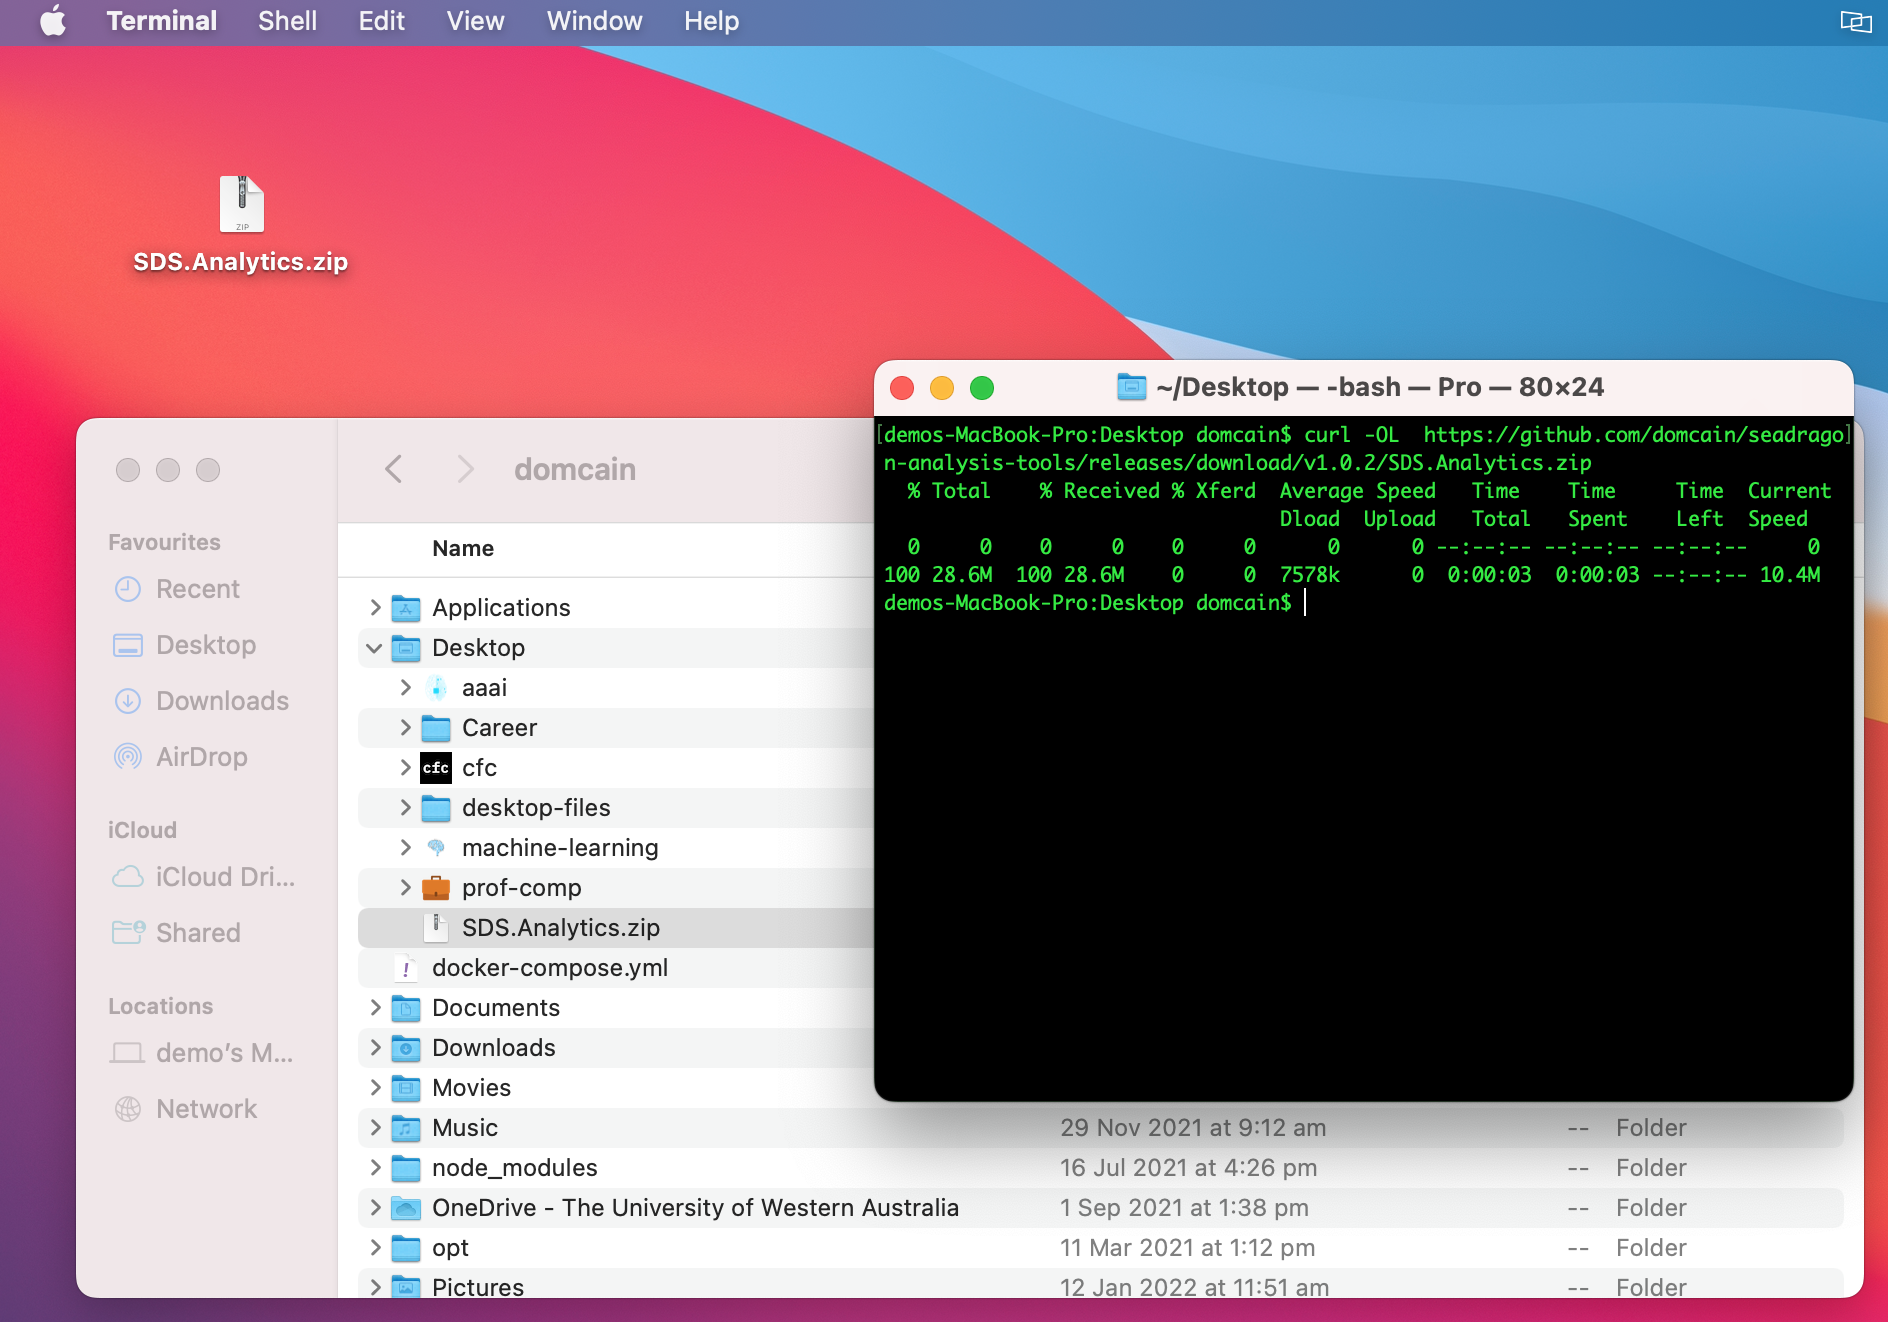 Terminal Shell Edit View Window Help
ZIP
SDS.Analytics.zip
domcain
Favourites
Recent
Desktop
Downloads
AirDrop
iCloud
iCloud Dri...
Shared
Locations
demo's M...
Network
Name
Applications
Desktop
aaai
Career
cfc cfc
desktop-files
machine-learning
prof-comp
SDS.Analytics.zip
! docker-compose.yml
Documents
Downloads
Movies
Music 29 Nov 2021 at 9:12 am -- Folder
node_modules 16 Jul 2021 at 4:26 pm -- Folder
OneDrive - The University of Western Australia 1 Sep 2021 at 1:38 pm -- Folder
opt 11 Mar 2021 at 1:12 pm -- Folder
Pictures 12 Jan 2022 at 11:51 am -- Folder
~/Desktop — -bash — Pro — 80×24
[demos-MacBook-Pro:Desktop domcain$ curl -OL  https://github.com/domcain/seadrago]
n-analysis-tools/releases/download/v1.0.2/SDS.Analytics.zip
  % Total    % Received % Xferd  Average Speed   Time    Time     Time  Current
                                 Dload  Upload   Total   Spent    Left  Speed
  0     0    0     0    0     0      0      0 --:--:-- --:--:-- --:--:--     0
100 28.6M  100 28.6M    0     0  7578k      0  0:00:03  0:00:03 --:--:-- 10.4M
demos-MacBook-Pro:Desktop domcain$